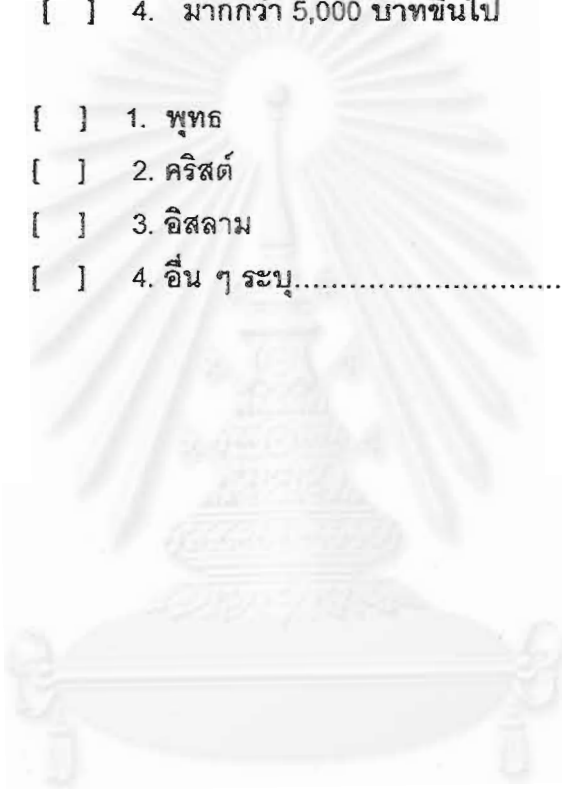 [ ] 4. มากกว่า 5,000 บาทขึ้นไป
[ ] 1. พุทธ
[ ] 2. คริสต์
[ ] 3. อิสลาม
[ ] 4. อื่น ๆ ระบุ.............................